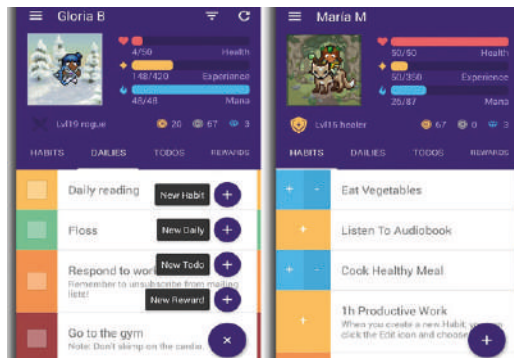 Gloria B
4/50 Health
148/420 Experience
48/48 Mana
Lvl19 rogue 20 67 3
HABITS DAILIES TODOS REWARDS
Daily reading
New Habit
Floss
New Daily
Respond to wor
New Todo
Remember to unsubscribe from mailing
lists!
New Reward
Go to the gym
Note: Don't skimp on the cardio.
María M
50/50 Health
50/350 Experience
26/87 Mana
Lvl15 healer 67 0 3
HABITS DAILIES TODOS REWARDS
Eat Vegetables
Listen To Audiobook
Cook Healthy Meal
1h Productive Work
When you create a new Habit, you can
click the Edit icon and choose